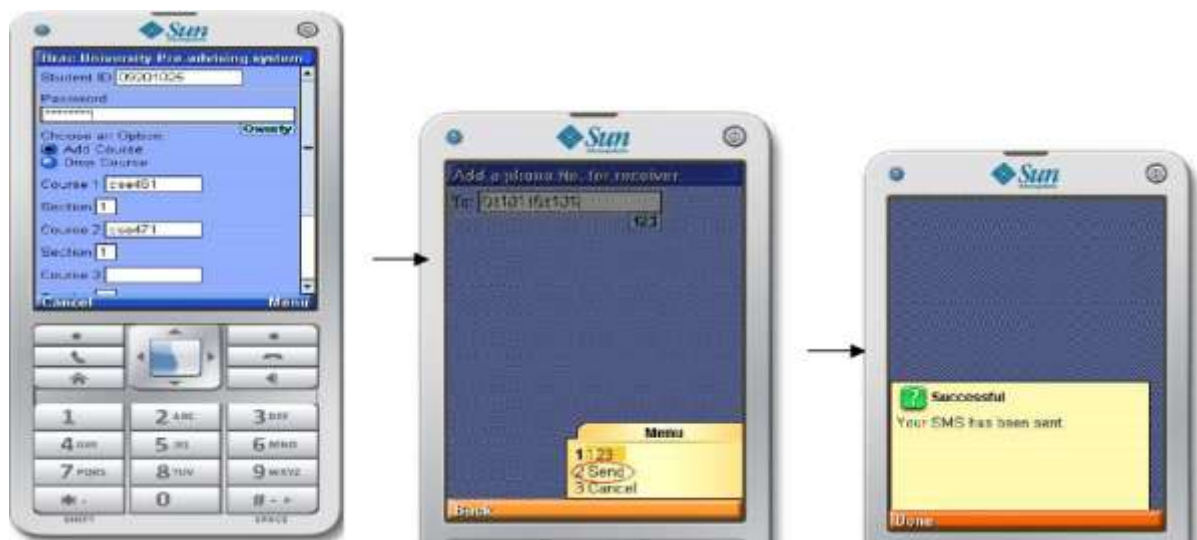 Sun
Brac University Pre-advising system
Student ID 09201026
Password
********
Qwerty
Choose an Option
Add Course
Drop Course
Course 1 cse461
Section 1
Course 2 cse471
Section 1
Course 3
Cancel Menu
1 2 ABC 3 DEF
4 GHI 5 JKL 6 MNO
7 PQRS 8 TUV 9 WXYZ
0 # - +
SHIFT SPACE
Sun
Add a phone No. for receiver
To:
123
Menu
1 123
2 Send
3 Cancel
Back
Sun
Successful
Your SMS has been sent
Done